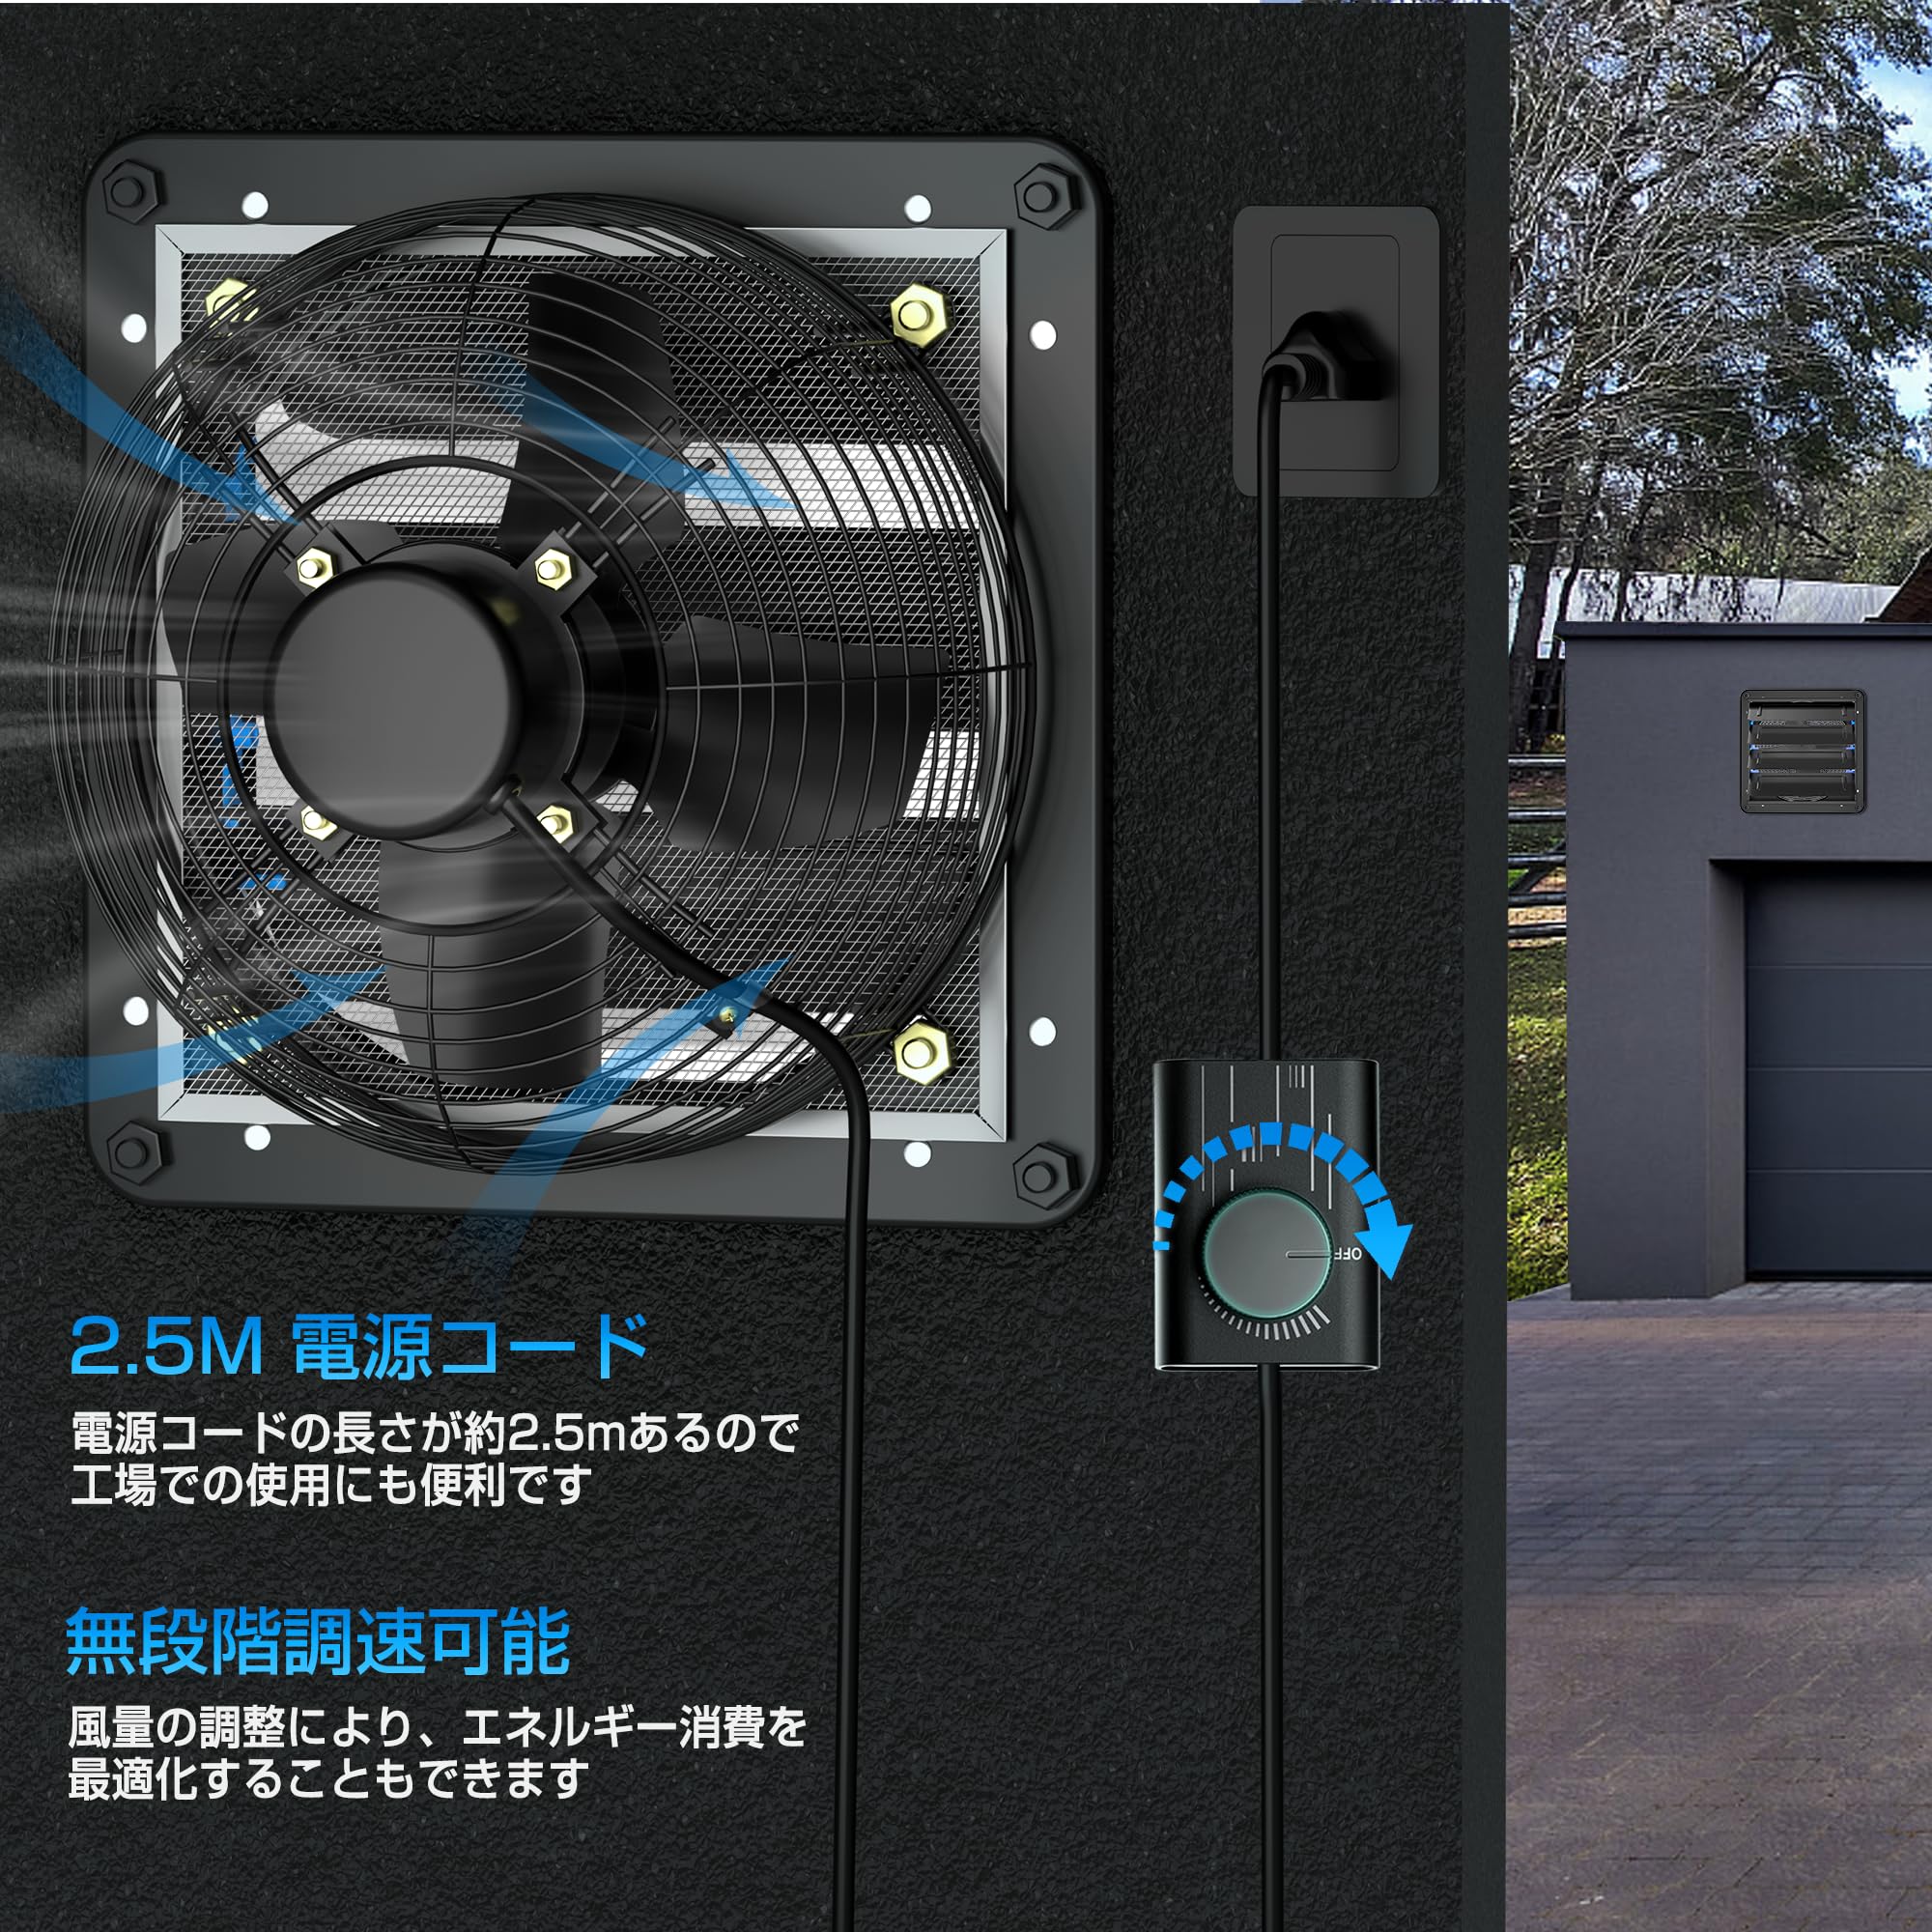 OFF
2.5M 電源コード
電源コードの長さが約2.5mあるので
工場での使用にも便利です
無段階調速可能
風量の調整により、エネルギー消費を
最適化することもできます